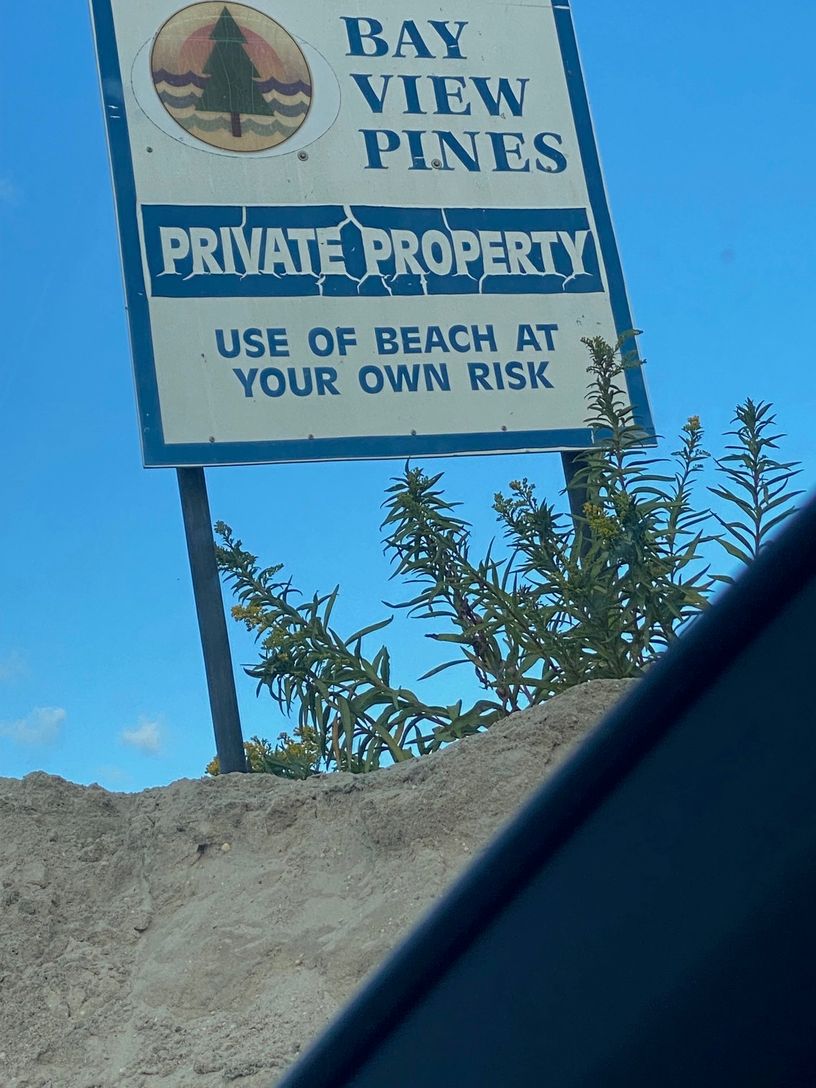 BAY
VIEW
PINES
PRIVATE PROPERTY
USE OF BEACH AT
YOUR OWN RISK